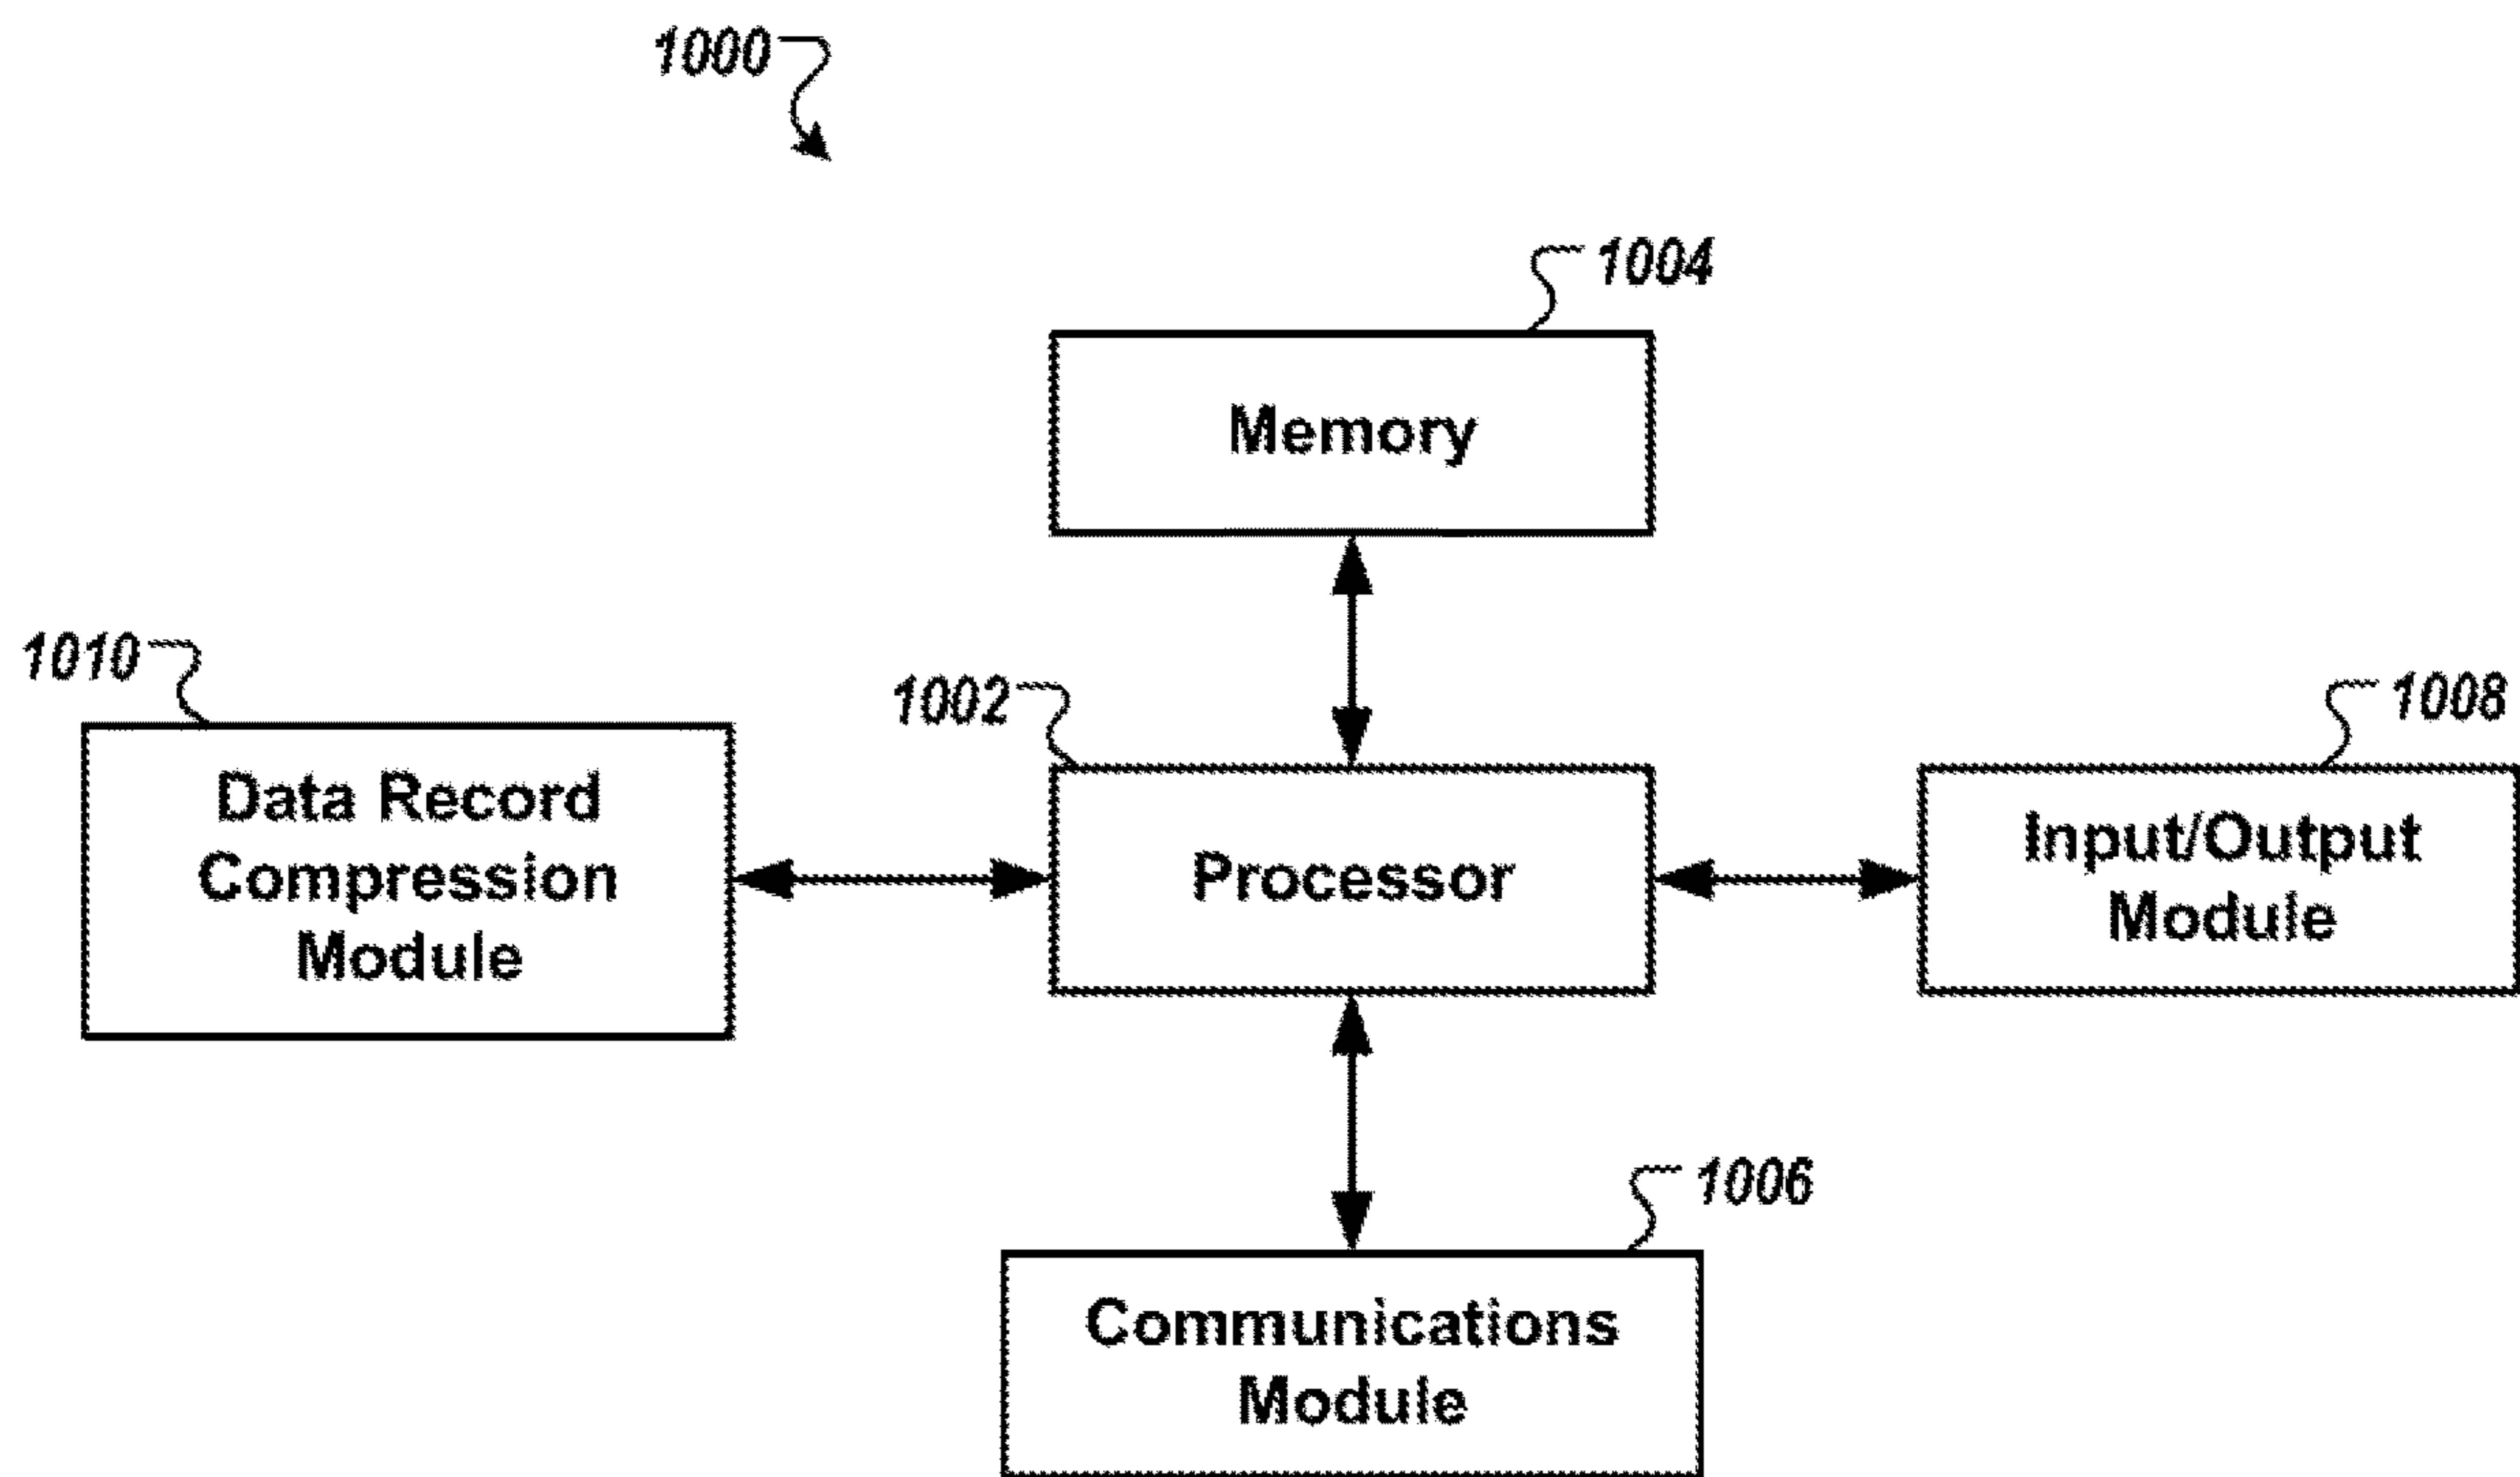 1000
1004
Memory
1010
1002
1008
Data Record
Compression
Module
Processor
Input/Output
Module
1006
Communications
Module